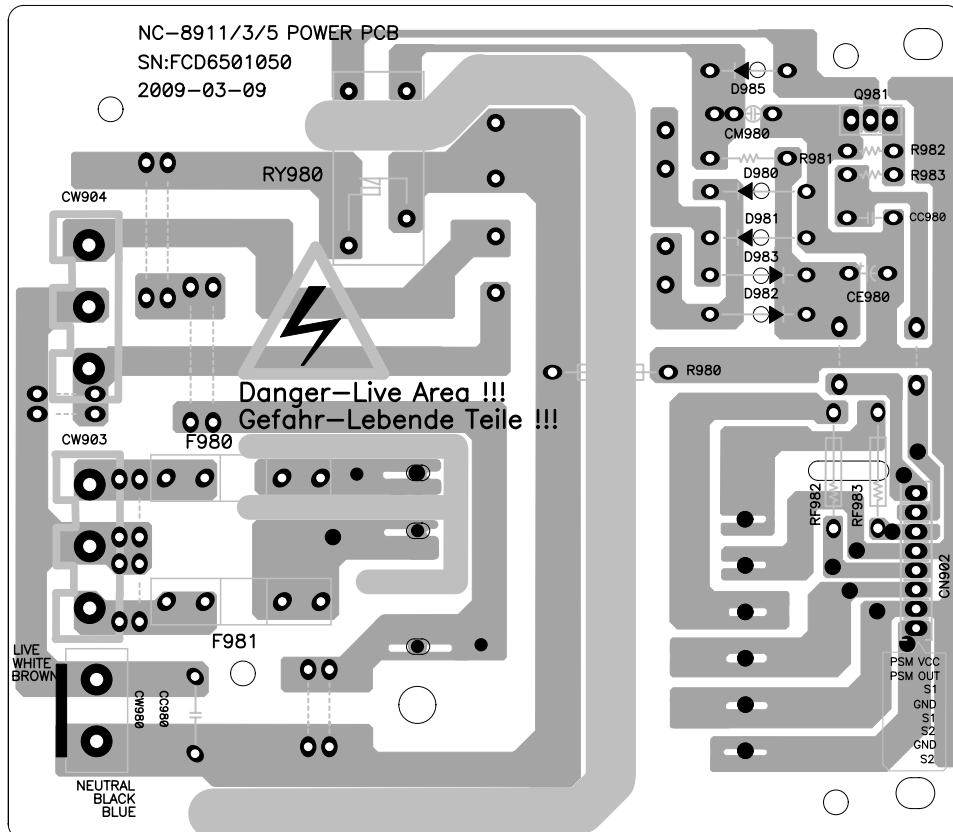 NC-8911/3/5 POWER PCB
SN:FCD6501050
2009-03-09
D985
Q981
CM980
R981
R982
R983
RY980
D980
CW904
D981
CC980
D983
CE980
D982
R980
Danger-Live Area !!!
Gefahr-Lebende Teile !!!
CW903
F980
RF982
RF983
CN902
F981
LIVE
WHITE
BROWN
CW980
CC980
PSM VCC
PSM OUT
S1
GND
S1
S2
GND
S2
NEUTRAL
BLACK
BLUE